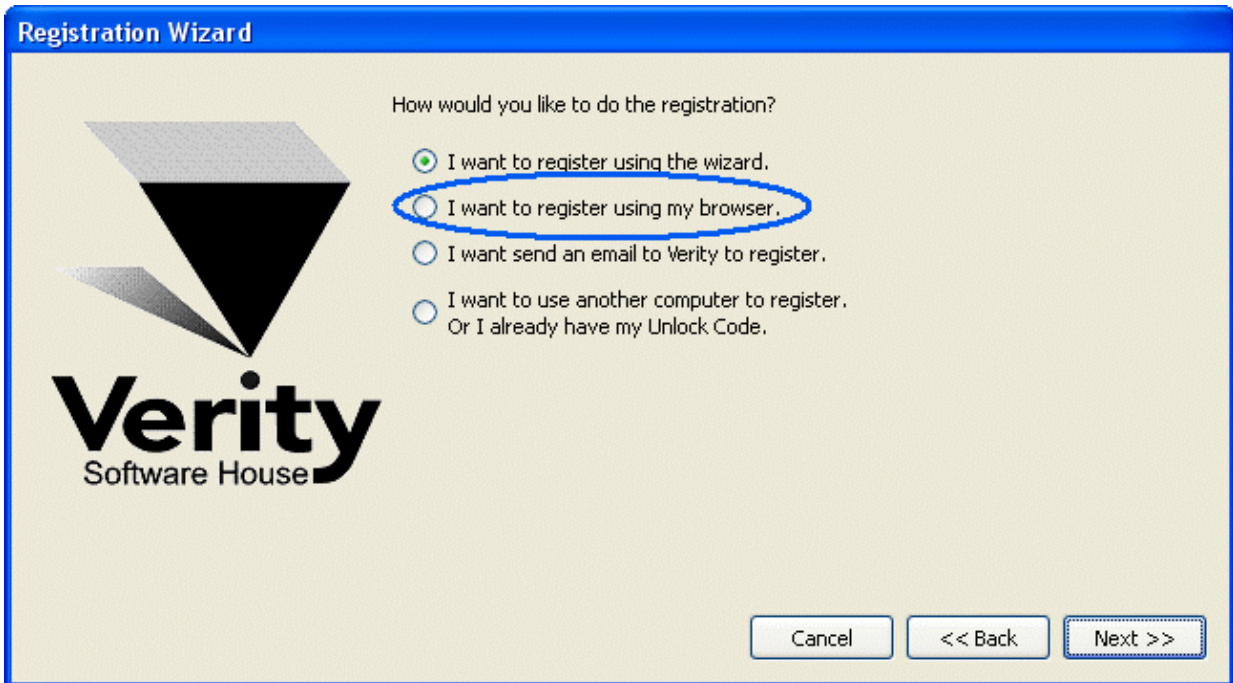 Registration Wizard
How would you like to do the registration?
I want to register using the wizard.
I want to register using my browser.
I want send an email to Verity to register.
I want to use another computer to register.
Or I already have my Unlock Code.
Verity
Software House
Cancel
<< Back
Next >>